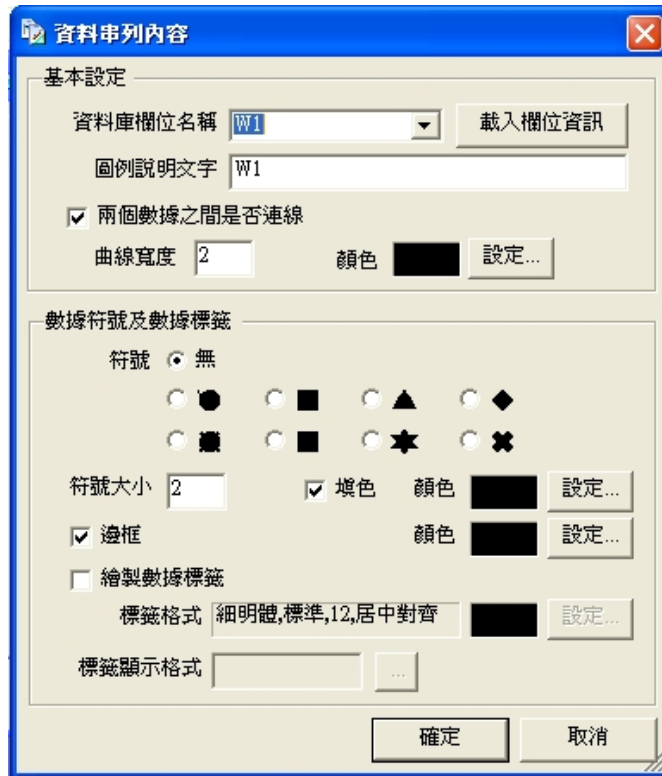 資料串列內容
基本設定
資料庫欄位名稱 W1 載入欄位資訊
圖例說明文字 W1
兩個數據之間是否連線
曲線寬度 2 顏色 設定...
數據符號及數據標籤
符號 無
符號大小 2 填色 顏色 設定...
邊框 顏色 設定...
繪製數據標籤
標籤格式 細明體,標準,12,居中對齊 設定...
標籤顯示格式 ...
確定 取消